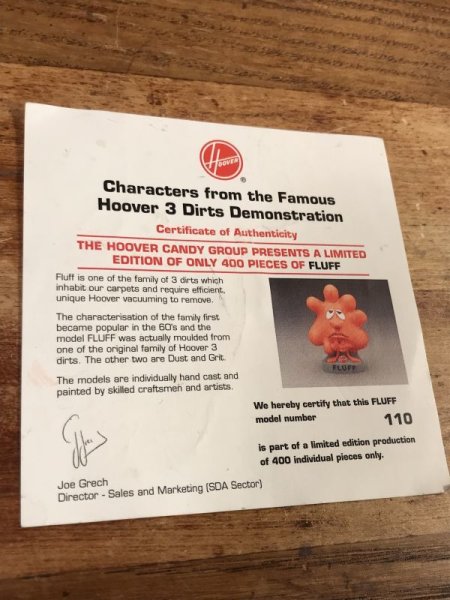 HOOVER
®
Characters from the Famous
Hoover 3 Dirts Demonstration
Certificate of Authenticity
THE HOOVER CANDY GROUP PRESENTS A LIMITED
EDITION OF ONLY 400 PIECES OF FLUFF
Fluff is one of the family of 3 dirts which
inhabit our carpets and require efficient,
unique Hoover vacuuming to remove.
The characterisation of the family first
became popular in the 60's and the
model FLUFF was actually moulded from
one of the original family of Hoover 3
dirts. The other two are Dust and Grit.
The models are individually hand cast and
painted by skilled craftsmen and artists.
FLUFF
We hereby certify that this FLUFF
model number 110
is part of a limited edition production
of 400 individual pieces only.
Joe Grech
Director - Sales and Marketing (SDA Sector)